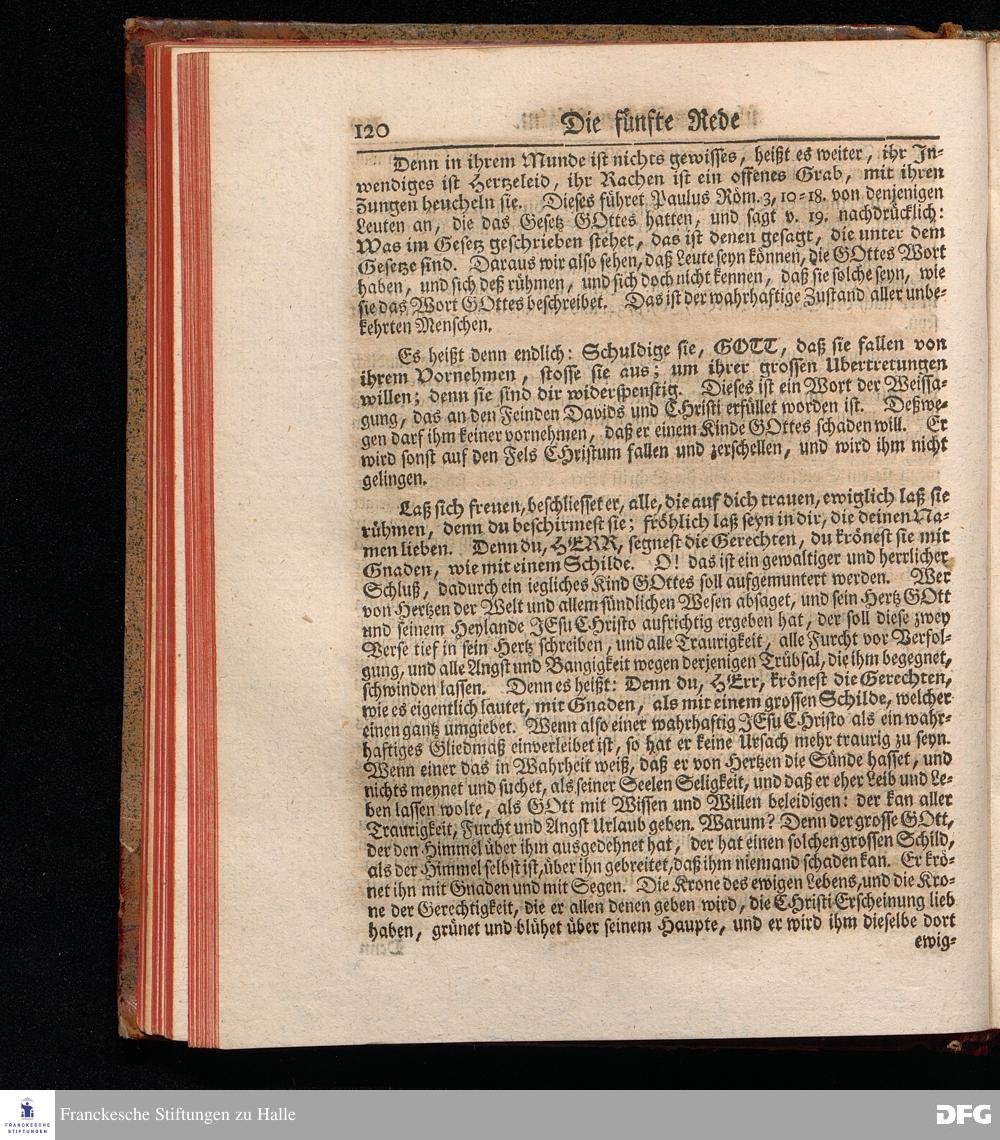 120 Die fünfte Rede
Denn in ihrem Munde ist nichts gewisses, heißt es weiter, ihr In-
wendiges ist Hertzeleid, ihr Rachen ist ein offenes Grab, mit ihren
Zungen heucheln sie. Dieses führet Paulus Röm. 3, 10-18. von denjenigen
Leuten an, die das Gesetz GOttes hatten, und sagt v. 19. nachdrücklich:
Was im Gesetz geschrieben stehet, das ist denen gesagt, die unter dem
Gesetze sind. Daraus wir also sehen, daß Leute seyn können, die GOttes Wort
haben, und sich deß rühmen, und sich doch nicht kennen, daß sie solche seyn, wie
sie das Wort GOttes beschreibet. Das ist der wahrhaftige Zustand aller unbe-
kehrten Menschen.
Es heißt denn endlich: Schuldige sie, GOTT, daß sie fallen von
ihrem Vornehmen, stosse sie aus; um ihrer grossen Ubertretungen
willen; denn sie sind dir widerspenstig. Dieses ist ein Wort der Weissa-
gung, das an den Feinden Davids und CHristi erfüllet worden ist. Deßwe-
gen darf ihm keiner vornehmen, daß er einem Kinde GOttes schaden will. Er
wird sonst auf den Fels CHristum fallen und zerschellen, und wird ihm nicht
gelingen.
Laß sich freuen, beschliesset er, alle, die auf dich trauen, ewiglich laß sie
rühmen, denn du beschirmest sie; fröhlich laß seyn in dir, die deinen Na-
men lieben. Denn du, HERR, segnest die Gerechten, du krönest sie mit
Gnaden, wie mit einem Schilde. O! das ist ein gewaltiger und herrlicher
Schluß, dadurch ein iegliches Kind GOttes soll aufgemuntert werden. Wer
von Hertzen der Welt und allem sündlichen Wesen absaget, und sein Hertz GOtt
und seinem Heylande JEsu CHristo aufrichtig ergeben hat, der soll diese zwey
Verse tief in sein Hertz schreiben, und alle Traurigkeit, alle Furcht vor Verfol-
gung, und alle Angst und Bangigkeit wegen derjenigen Trübsal, die ihm begegnet,
schwinden lassen. Denn es heißt: Denn du, HErr, krönest die Gerechten,
wie es eigentlich lautet, mit Gnaden, als mit einem grossen Schilde, welcher
einen gantz umgiebet. Wenn also einer wahrhaftig JEsu CHristo als ein wahr-
haftiges Gliedmaß einverleibet ist, so hat er keine Ursach mehr traurig zu seyn.
Wenn einer das in Wahrheit weiß, daß er von Hertzen die Sünde hasset, und
nichts meynet und suchet, als seiner Seelen Seligkeit, und daß er eher Leib und Le-
ben lassen wolte, als GOtt mit Wissen und Willen beleidigen: der kan aller
Traurigkeit, Furcht und Angst Urlaub geben. Warum? Denn der grosse GOtt,
der den Himmel über ihm ausgedehnet hat, der hat einen solchen grossen Schild,
als der Himmel selbst ist, über ihn gebreitet, daß ihm niemand schaden kan. Er krö-
net ihn mit Gnaden und mit Segen. Die Krone des ewigen Lebens, und die Kro-
ne der Gerechtigkeit, die er allen denen geben wird, die CHristi Erscheinung lieb
haben, grünet und blühet über seinem Haupte, und er wird ihm dieselbe dort
ewig-
FRANCKESCHE
STIFTUNGEN
Franckesche Stiftungen zu Halle
DFG